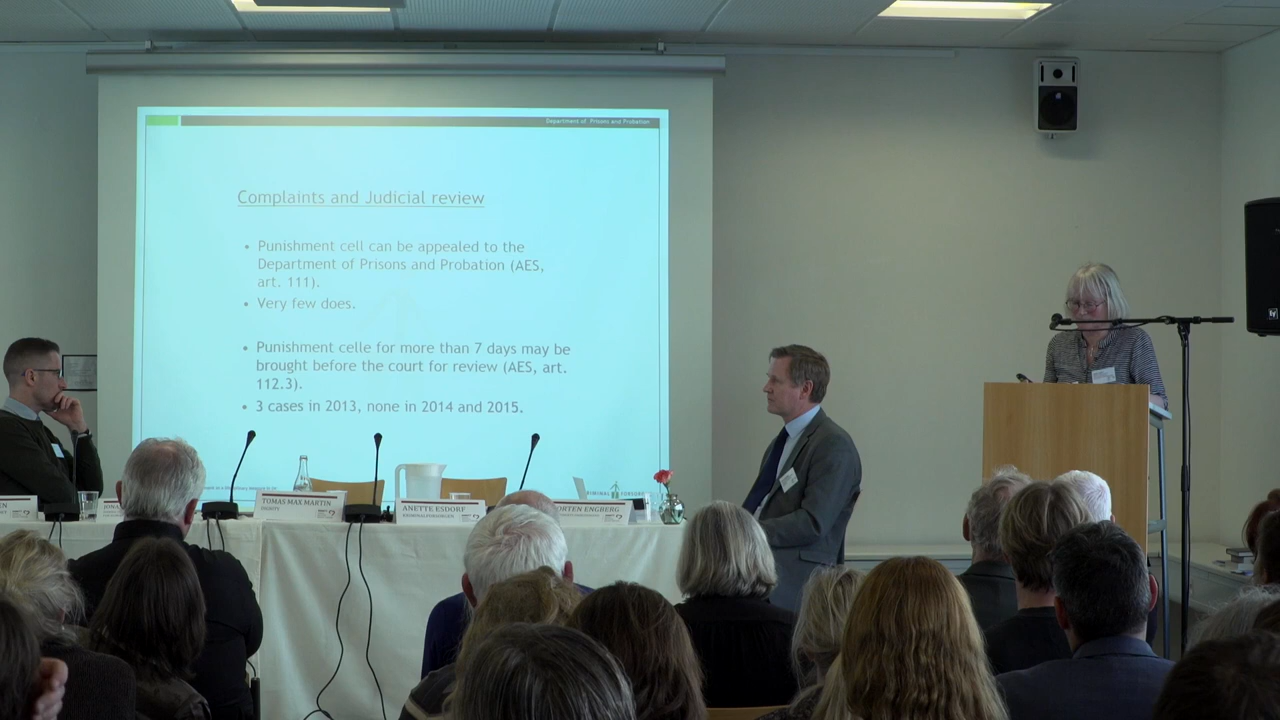 Department of Prisons and Probation
Complaints and Judicial review
• Punishment cell can be appealed to the
Department of Prisons and Probation (AES,
art. 111).
• Very few does.
• Punishment celle for more than 7 days may be
brought before the court for review (AES, art.
112.3).
• 3 cases in 2013, none in 2014 and 2015.
TOMAS MAX MARTIN
DIGNITY
ANETTE ESDORF
KRIMINALFORSORGEN
ORTEN ENGBERG